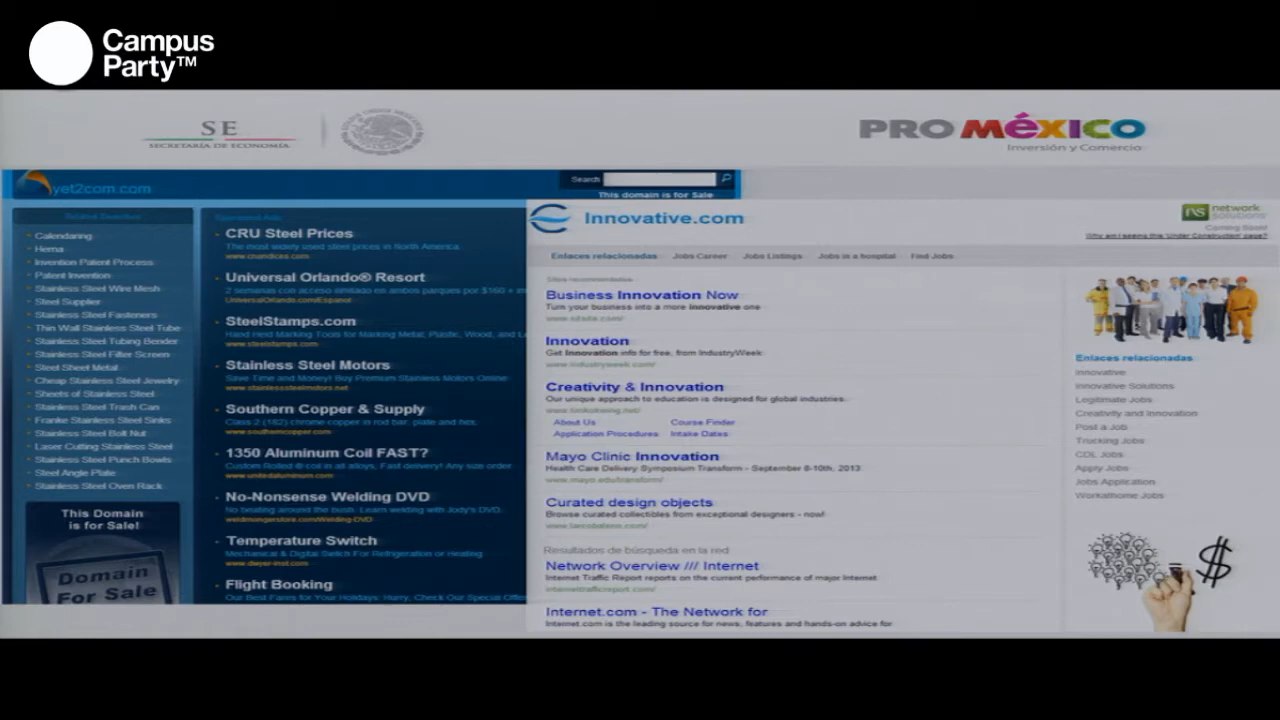 Campus
Party™
SE
SECRETARÍA DE ECONOMÍA
PRO MÉXICO
Inversión y Comercio
yet2com.com
Search
This domain is for Sale
Related Searches
Calendaring
Hema
Invention Patent Process
Patent Invention
Stainless Steel Wire Mesh
Steel Supplier
Stainless Steel Fasteners
Thin Wall Stainless Steel Tube
Stainless Steel Tubing Bender
Stainless Steel Filter Screen
Steel Sheet Metal
Cheap Stainless Steel Jewelry
Sheets of Stainless Steel
Stainless Steel Trash Can
Franke Stainless Steel Sinks
Stainless Steel Bolt Nut
Laser Cutting Stainless Steel
Stainless Steel Punch Bowls
Steel Angle Plate
Stainless Steel Oven Rack
This Domain
is for Sale!
Domain
For Sale
Sponsored Ads
CRU Steel Prices
The most widely used steel prices in North America.
www.cruindices.com
Universal Orlando® Resort
2 semanas con acceso ilimitado en ambos parques por $160 + im
UniversalOrlando.com/Espanol
SteelStamps.com
Hand Held Marking Tools for Marking Metal, Plastic, Wood, and Le
www.steelstamps.com
Stainless Steel Motors
Save Time and Money! Buy Premium Stainless Motors Online
www.stainlesssteelmotors.net
Southern Copper & Supply
Class 2 (182) chrome copper in rod bar, plate and hex.
www.southerncopper.com
1350 Aluminum Coil FAST?
Custom Rolled ® coil in all alloys, Fast delivery! Any size order
www.unitedaluminum.com
No-Nonsense Welding DVD
No beating around the bush. Learn welding with Jody's DVD.
weldmongerstore.com/Welding-DVD
Temperature Switch
Mechanical & Digital Switch For Refrigeration or Heating
www.dwyer-inst.com
Flight Booking
Our Best Fares for Your Holidays: Hurry, Check Our Special Offe
Innovative.com
network
solutions
Coming Soon!
Why am I seeing this 'Under Construction' page?
Enlaces relacionadas Jobs Career Jobs Listings Jobs in a hospital Find Jobs
Sitios recomendados
Business Innovation Now
Turn your business into a more innovative one
Innovation
Get Innovation info for free, from IndustryWeek
www.industryweek.com/
Creativity & Innovation
Our unique approach to education is designed for global industries.
About Us Course Finder
Application Procedures Intake Dates
Mayo Clinic Innovation
Health Care Delivery Symposium Transform - September 8-10th, 2013
www.mayo.edu/transform/
Curated design objects
Browse curated collectibles from exceptional designers - now!
Resultados de búsqueda en la red
Network Overview /// Internet
Internet Traffic Report reports on the current performance of major Internet
internettrafficreport.com/
Internet.com - The Network for
Internet.com is the leading source for news, features and hands-on advice for
Enlaces relacionadas
Innovative
Innovative Solutions
Legitimate Jobs
Creativity and Innovation
Post a Job
Trucking Jobs
CDL Jobs
Apply Jobs
Jobs Application
Workathome Jobs
$